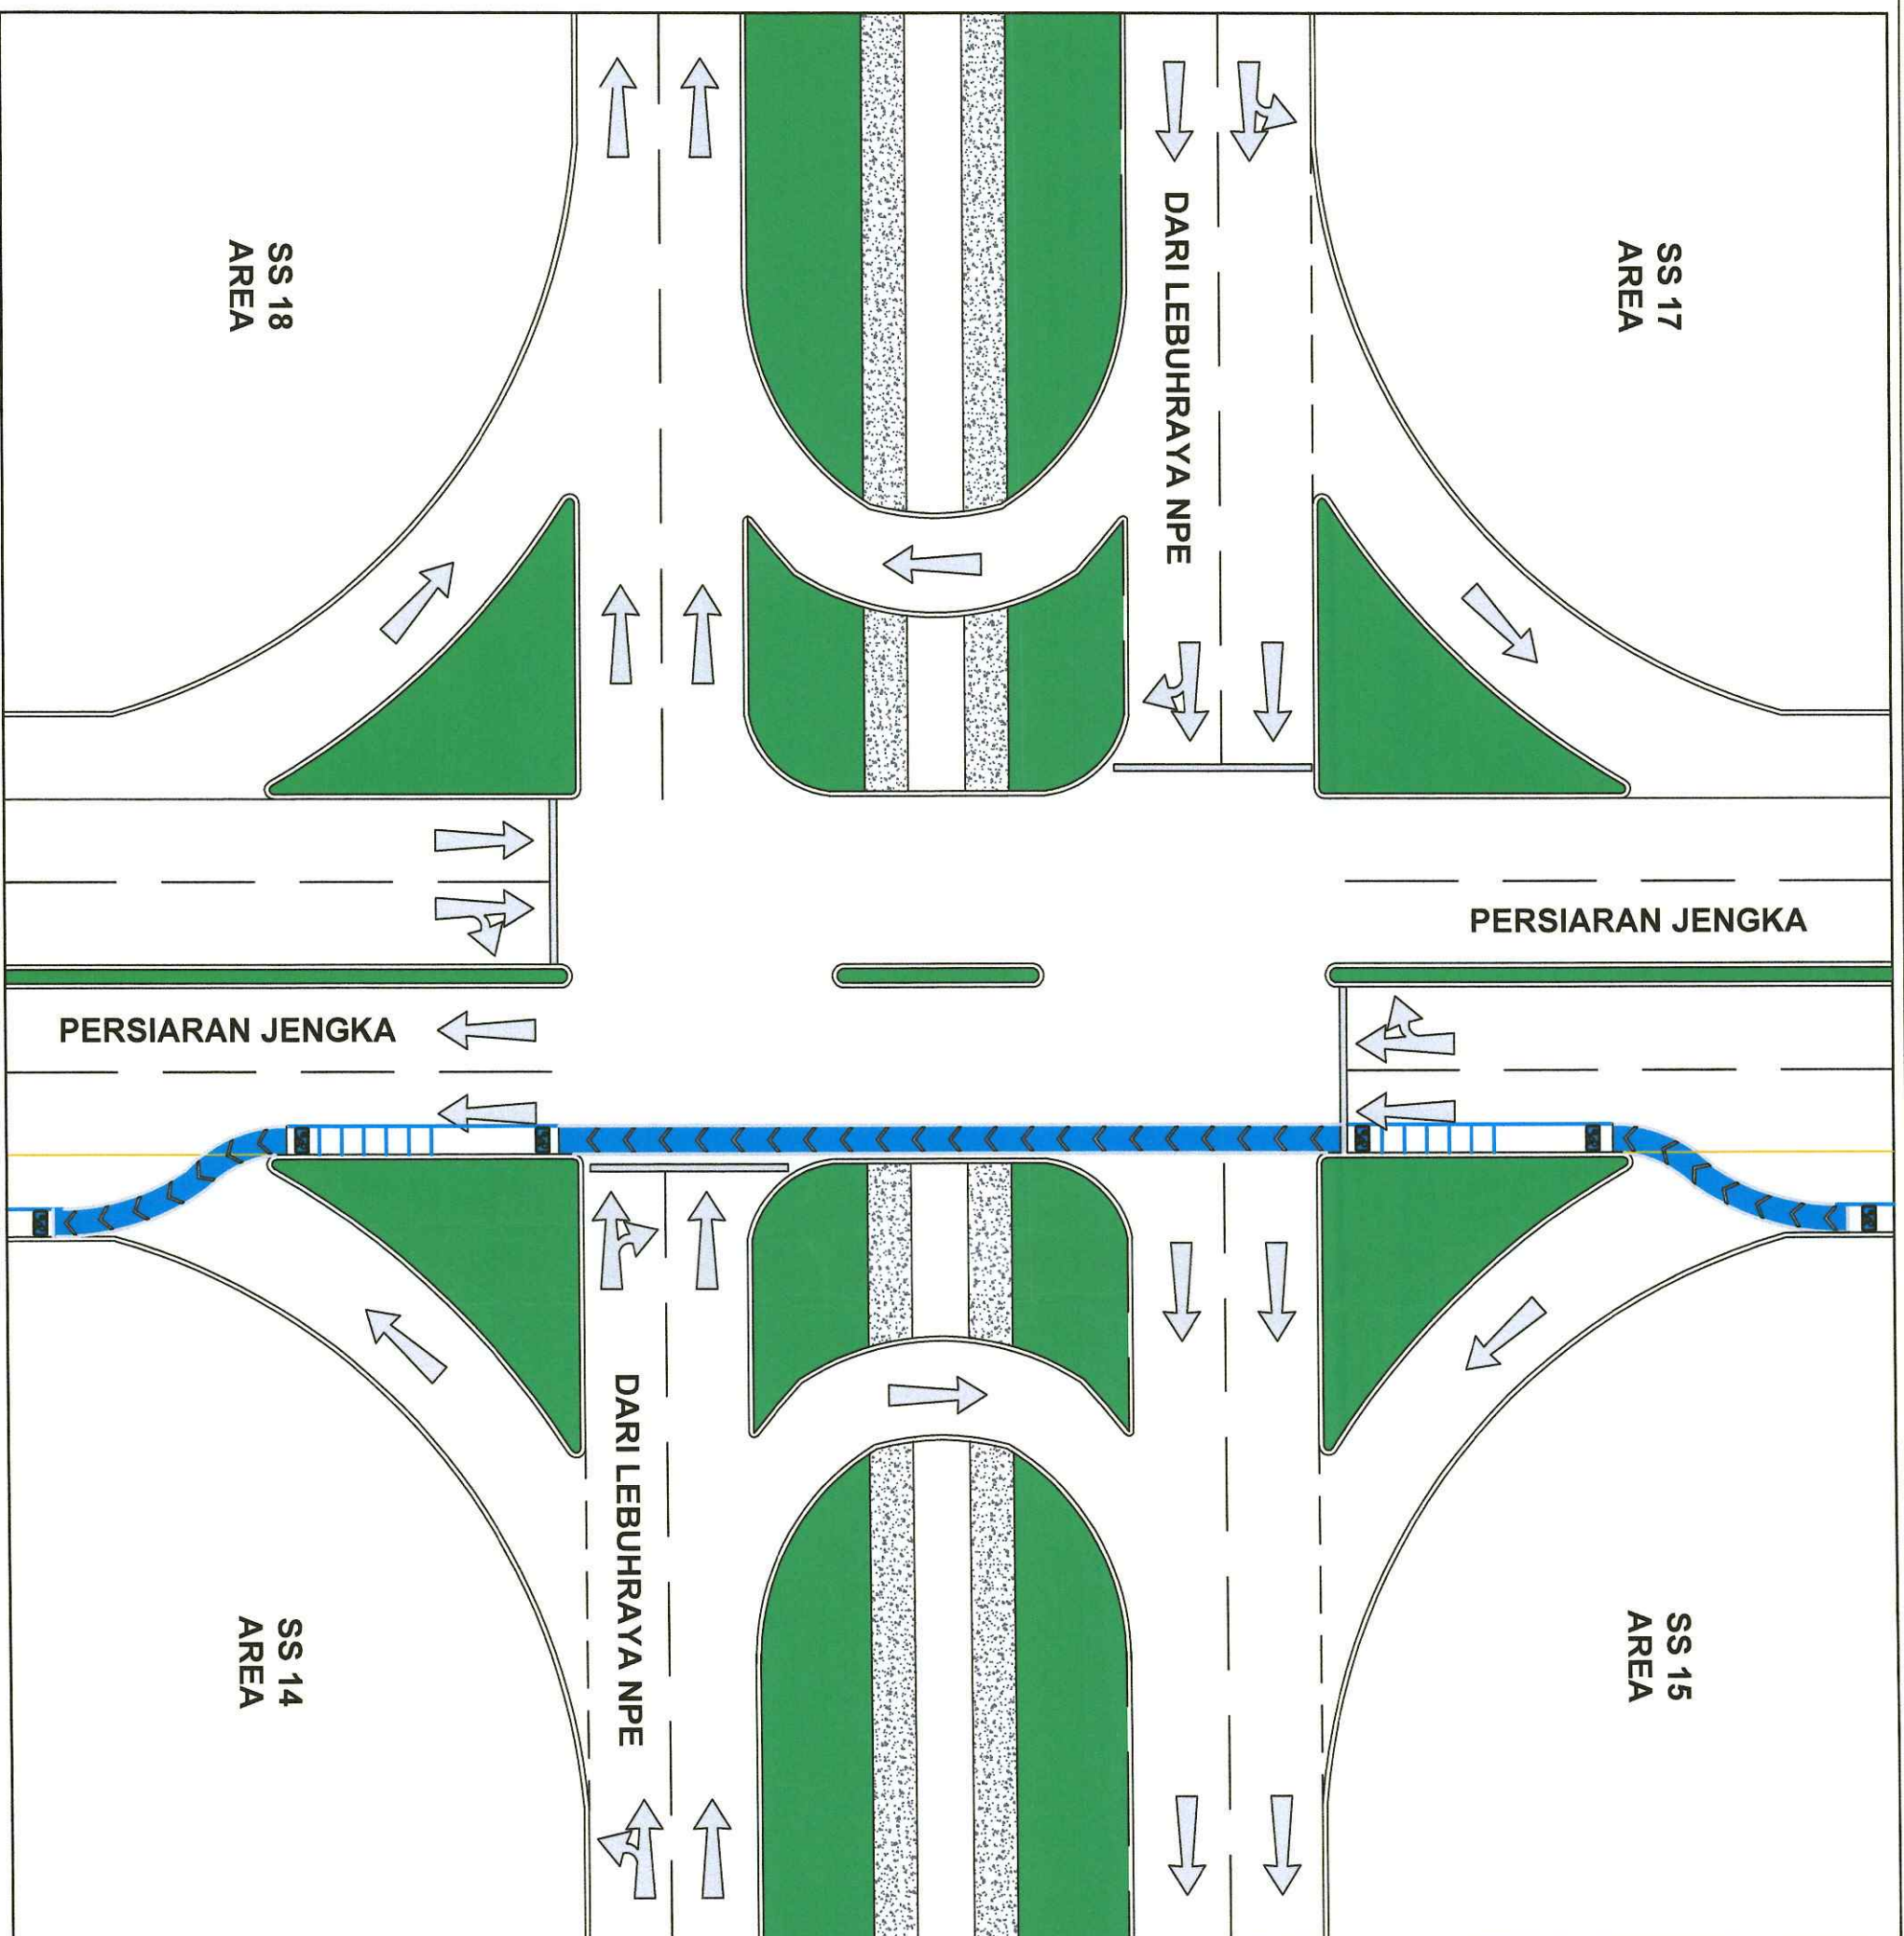 SS 18
AREA
DARI LEBUHRAYA NPE
SS 17
AREA
PERSIARAN JENGKA
PERSIARAN JENGKA
SS 14
AREA
DARI LEBUHRAYA NPE
SS 15
AREA